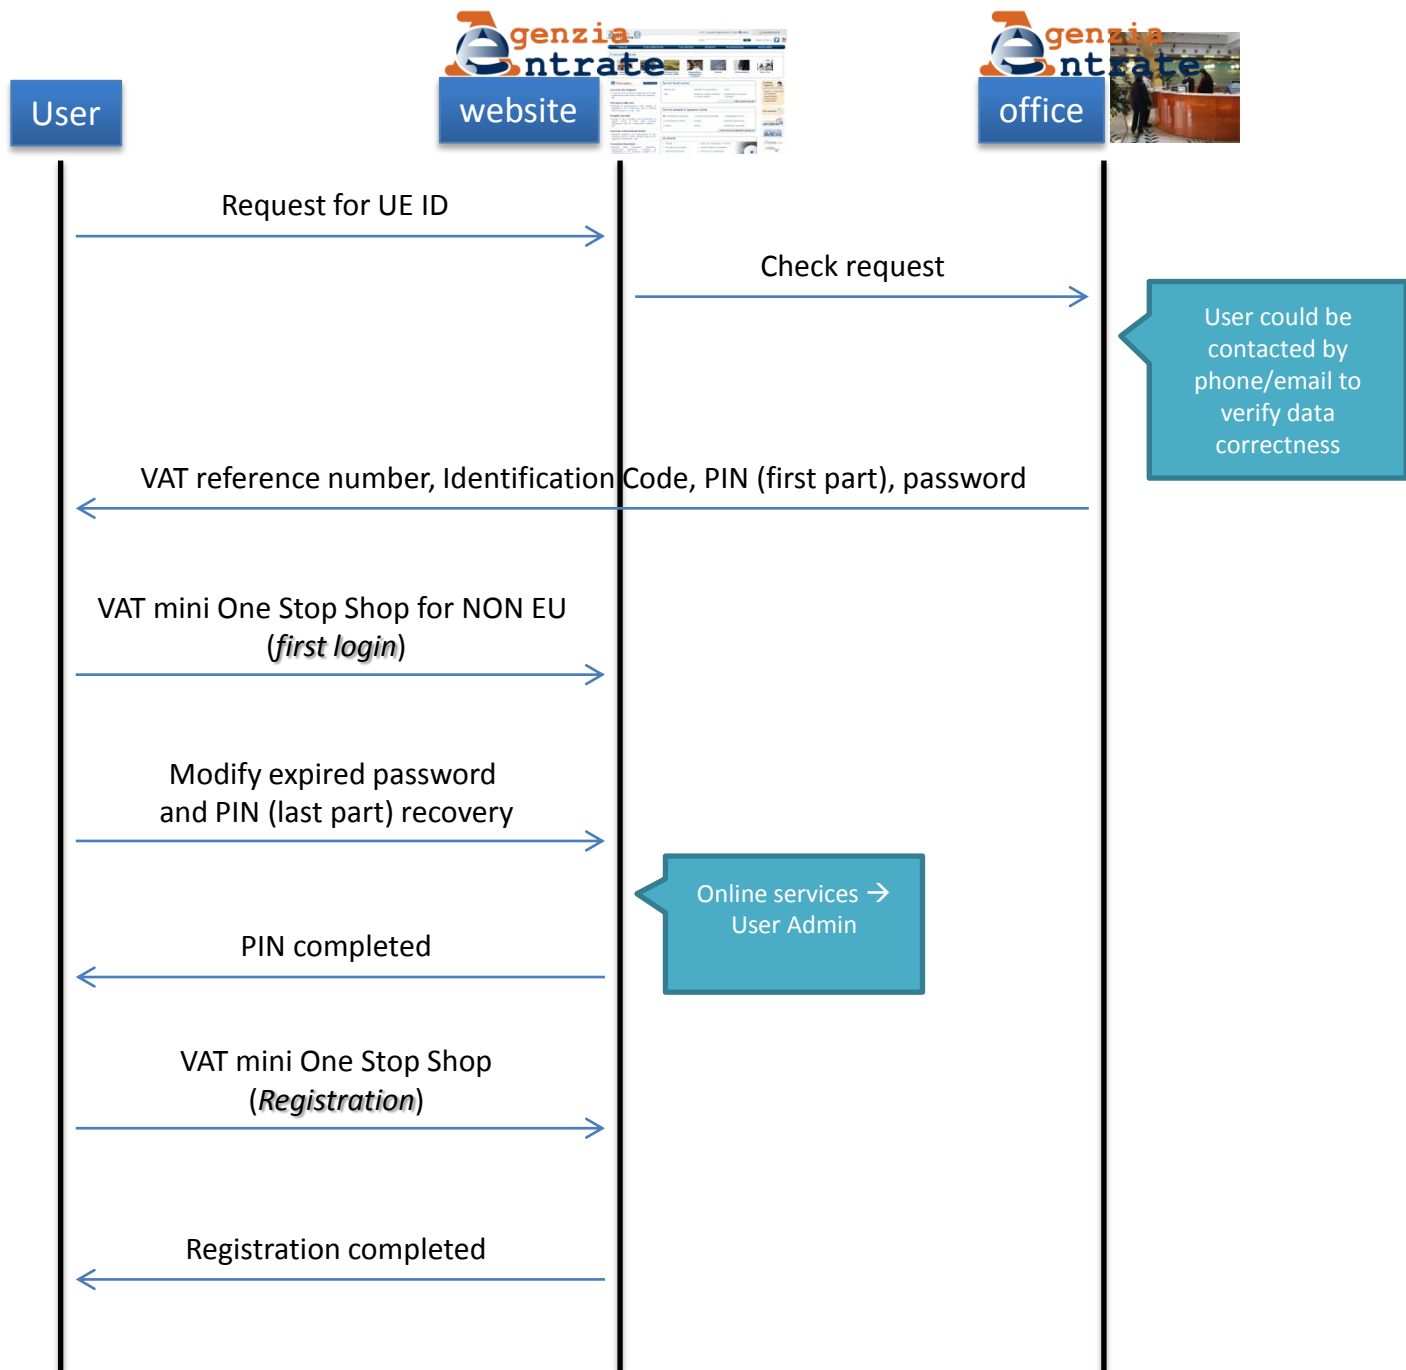 genzia
ntrate
genzia
ntrate
User
website
office
Request for UE ID
Check request
User could be
contacted by
phone/email to
verify data
correctness
VAT reference number, Identification Code, PIN (first part), password
VAT mini One Stop Shop for NON EU
(first login)
Modify expired password
and PIN (last part) recovery
Online services →
User Admin
PIN completed
VAT mini One Stop Shop
(Registration)
Registration completed